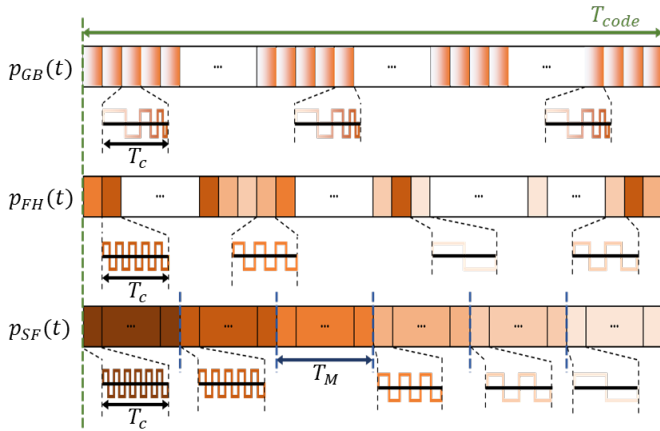 T_code
p_GB(t)
... ... ...
T_c
p_FH(t)
... ... ... ...
T_c
p_SF(t)
... ... ... ... ... ...
T_M
T_c